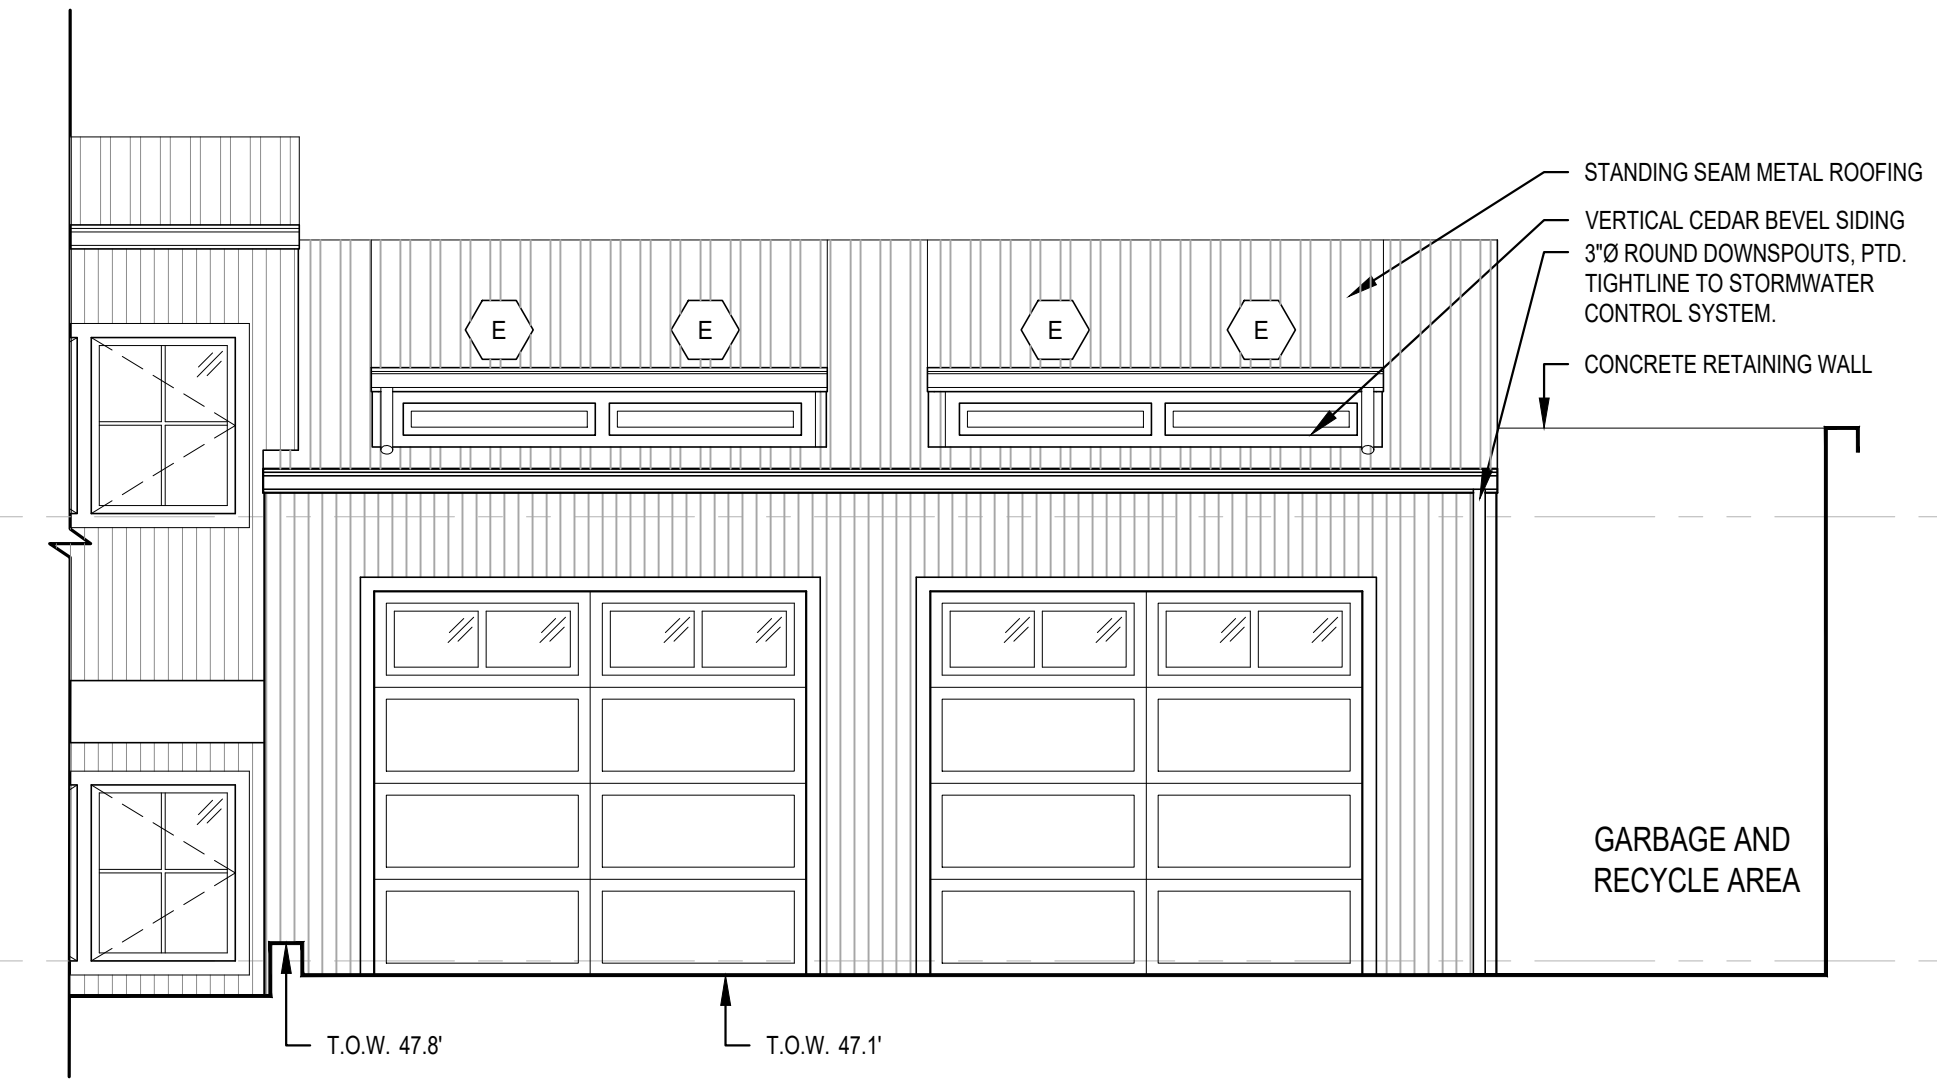 STANDING SEAM METAL ROOFING
VERTICAL CEDAR BEVEL SIDING
3"Ø ROUND DOWNSPOUTS, PTD.
TIGHTLINE TO STORMWATER
CONTROL SYSTEM.
E E E E
CONCRETE RETAINING WALL
GARBAGE AND
RECYCLE AREA
T.O.W. 47.8' T.O.W. 47.1'